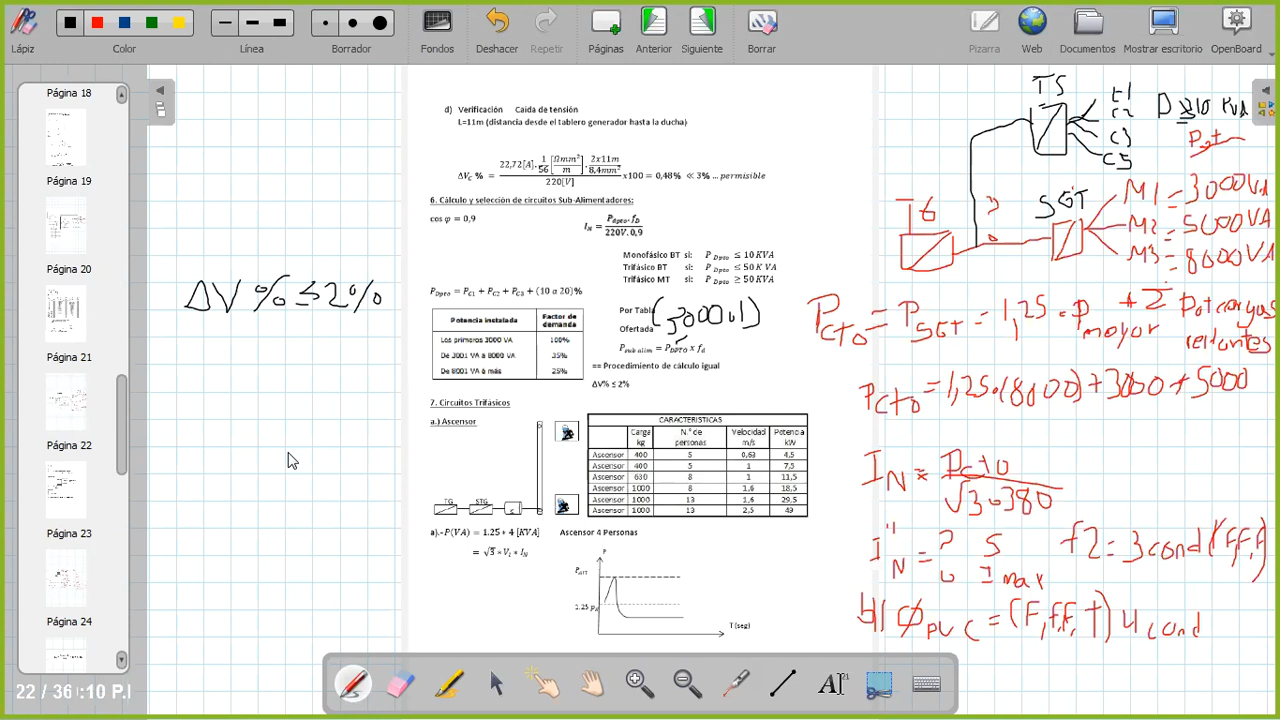 Lápiz
Color
Línea
Borrador
Fondos
Deshacer
Repetir
Páginas
Anterior
Siguiente
Borrar
Pizarra
Web
Documentos
Mostrar escritorio
OpenBoard
Página 18
Página 19
Página 20
Página 21
Página 22
Página 23
Página 24
22 / 36
:10 P.I
ΔV % ≤ 2%
d) Verificación Caida de tensión
L=11m (distancia desde el tablero generador hasta la ducha)
ΔV_C % = (22,72[A] . 1/56 [Ωmm²/m] . 2x11m/8,4mm²) / 220[V] x100 = 0,48% ≪ 3% ... permisible
6. Cálculo y selección de circuitos Sub-Alimentadores:
cos φ = 0,9
I_N = P_dpto . f_D / 220V . 0,9
Monofásico BT si: P_Dpto ≤ 10 KVA
Trifásico BT si: P_Dpto ≤ 50 K VA
Trifásico MT si: P_Dpto ≥ 50 KVA
P_Dpto = P_C1 + P_C2 + P_C3 + (10 a 20)%
Potencia instalada Factor de demanda
Los primeros 3000 VA 100%
De 3001 VA a 8000 VA 35%
De 8001 VA ó más 25%
Por Tabla
Ofertada
P_sub alim = P_DPTO x f_d
== Procedimiento de cálculo igual
ΔV% ≤ 2%
7. Circuitos Trifásicos
a.) Ascensor
TG STG
CARACTERISTICAS
Carga kg N.° de personas Velocidad m/s Potencia kW
Ascensor 400 5 0,63 4,5
Ascensor 400 5 1 7,5
Ascensor 630 8 1 11,5
Ascensor 1000 8 1,6 18,5
Ascensor 1000 13 1,6 29,5
Ascensor 1000 13 2,5 49
a).-P(VA) = 1.25 * 4 [KVA] Ascensor 4 Personas
= √3 * V_L * I_N
P
T (seg)
TS
C2
C3
C5
TG
SGT
M1 = 3000VA
M2 = 5000VA
M3 = 8000VA
P_cto = P_SGT = 1,25 . P_mayor + Σ Pot cargas restantes
P_cto = 1,25.(8000) + 3000 + 5000
I_N = P_cto / √3 . 380
I"_N = ? S I max f2 = 3 cond (F,F,F)
b) ϕ_PVC = (F,F,F,T) 4 cond